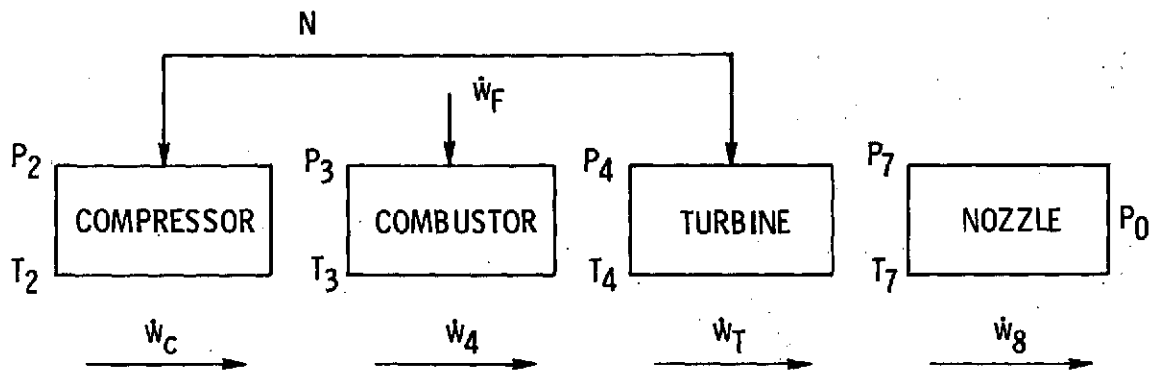 N
ẇF
P2 P3 P4 P7
COMPRESSOR COMBUSTOR TURBINE NOZZLE P0
T2 T3 T4 T7
ẇc ẇ4 ẇT ẇ8